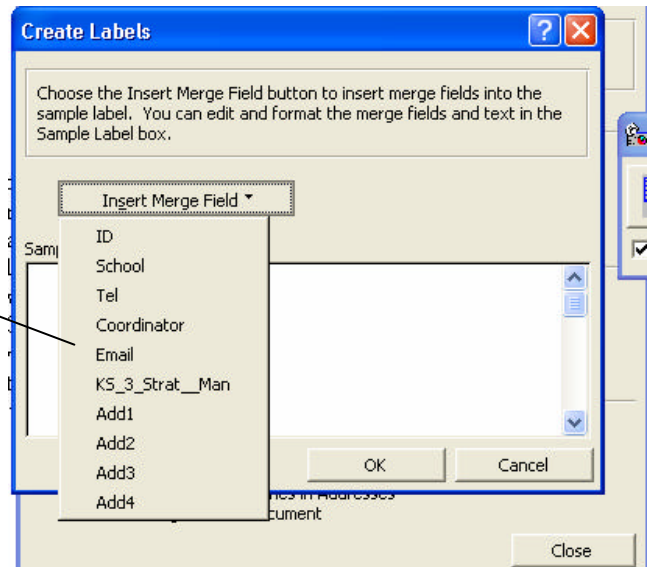 Create Labels
Choose the Insert Merge Field button to insert merge fields into the
sample label. You can edit and format the merge fields and text in the
Sample Label box.
Insert Merge Field
ID
School
Tel
Coordinator
Email
KS_3_Strat__Man
Add1
Add2
Add3
Add4
OK
Cancel
in Addresses
Close